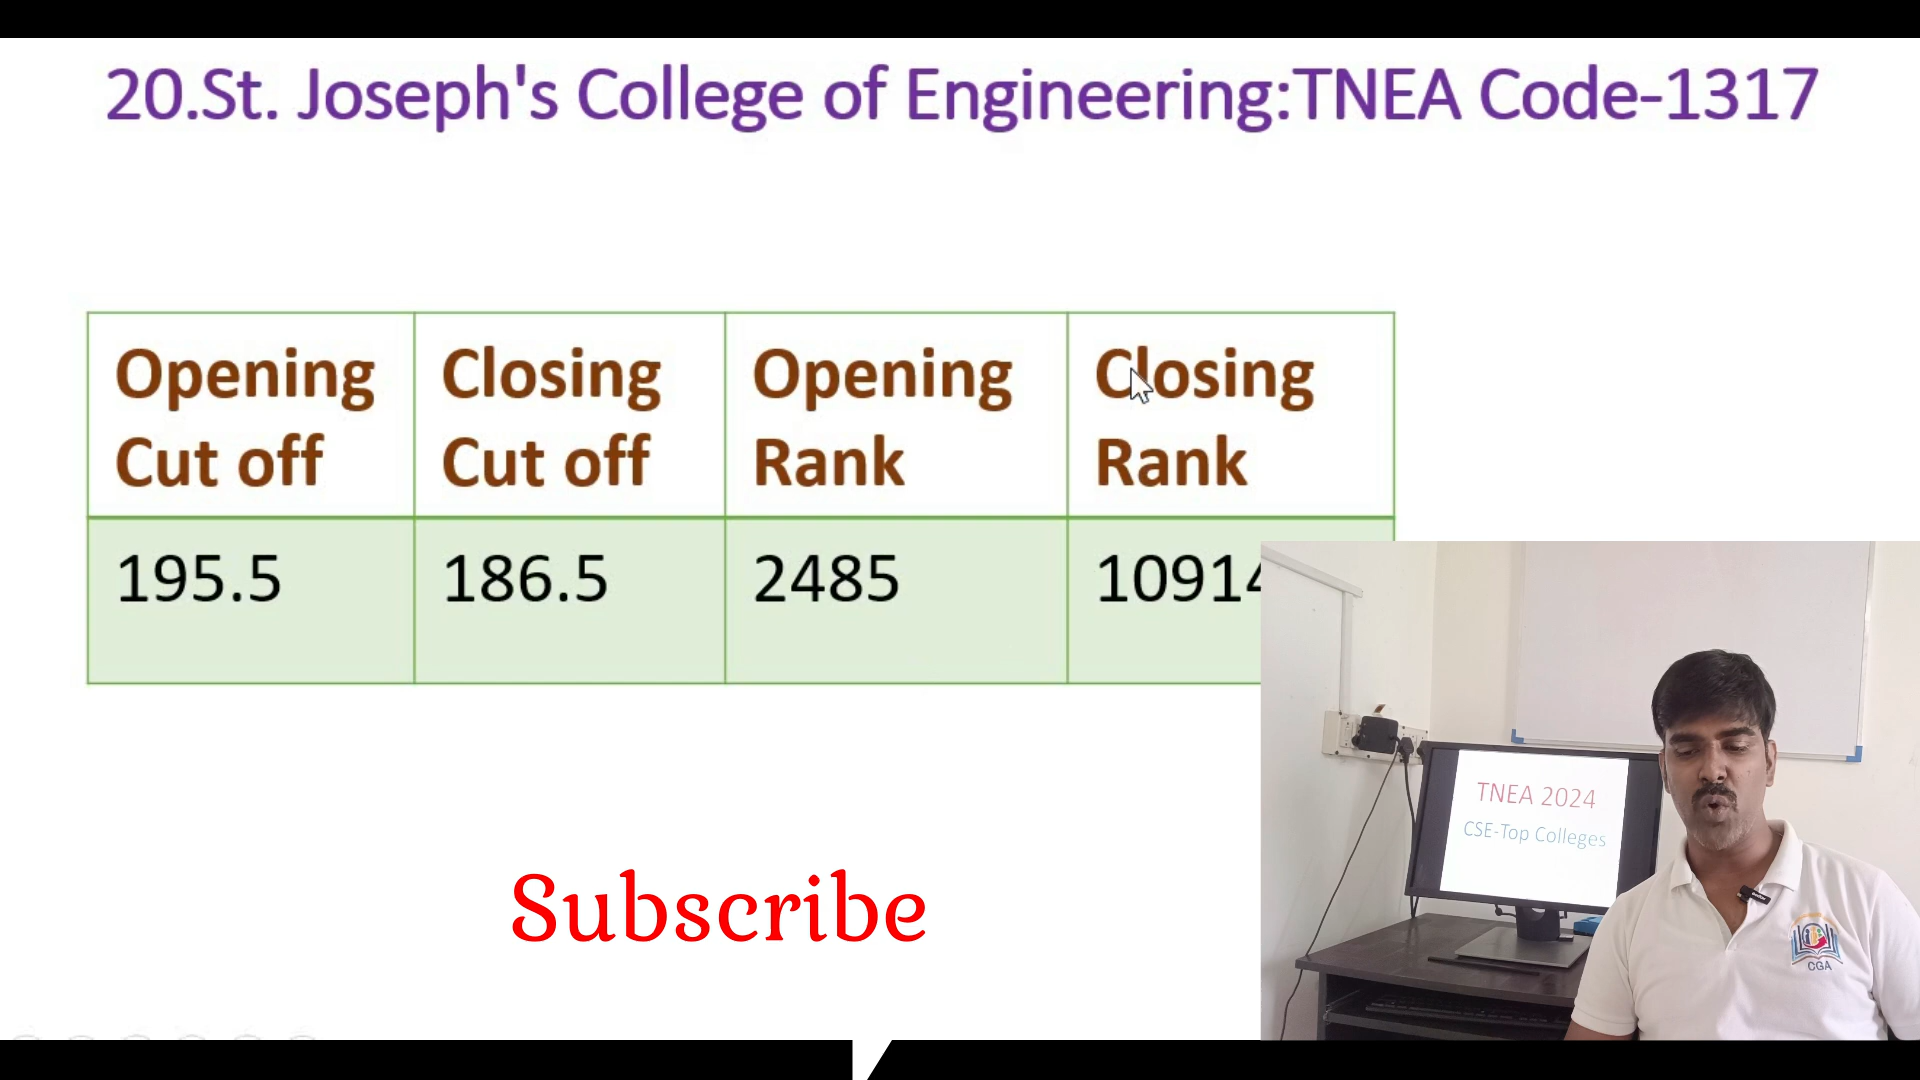 20.St. Joseph's College of Engineering:TNEA Code-1317
Opening Cut off
Closing Cut off
Opening Rank
Closing Rank
195.5
186.5
2485
10914
TNEA 2024
CSE-Top Colleges
CGA
Subscribe